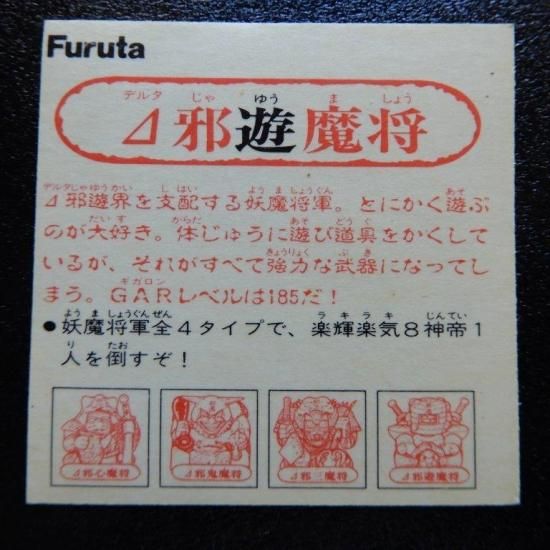 Furuta
デルタ じゃ ゆう ま しょう
⊿邪遊魔将
デルタじゃゆうかい し はい よう ま しょうぐん あそ
⊿邪遊界を支配する妖魔将軍。とにかく遊ぶ
だい す からだ あそ どう ぐ
のが大好き。体じゅうに遊び道具をかくして
きょうりょく ぶ き
いるが、それがすべて強力な武器になってし
ギガロン
まう。GARレベルは185だ!
よう ま しょうぐんぜん ラ キ ラ キ じんてい
●妖魔将軍全4タイプで、楽輝楽気8神帝1
り たお
人を倒すぞ!
⊿邪心魔将 ⊿邪鬼魔将 ⊿邪三魔将 ⊿邪遊魔将